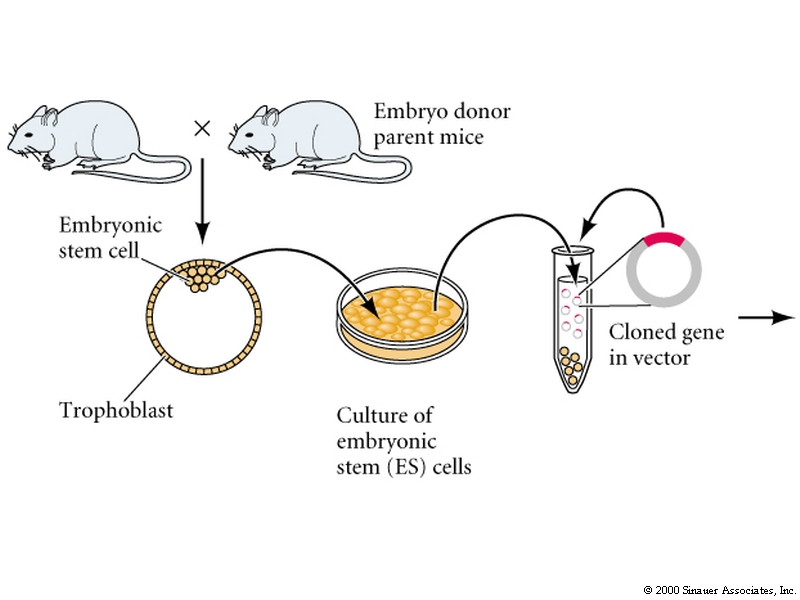 ×
Embryo donor
parent mice
Embryonic
stem cell
Trophoblast
Culture of
embryonic
stem (ES) cells
Cloned gene
in vector
© 2000 Sinauer Associates, Inc.